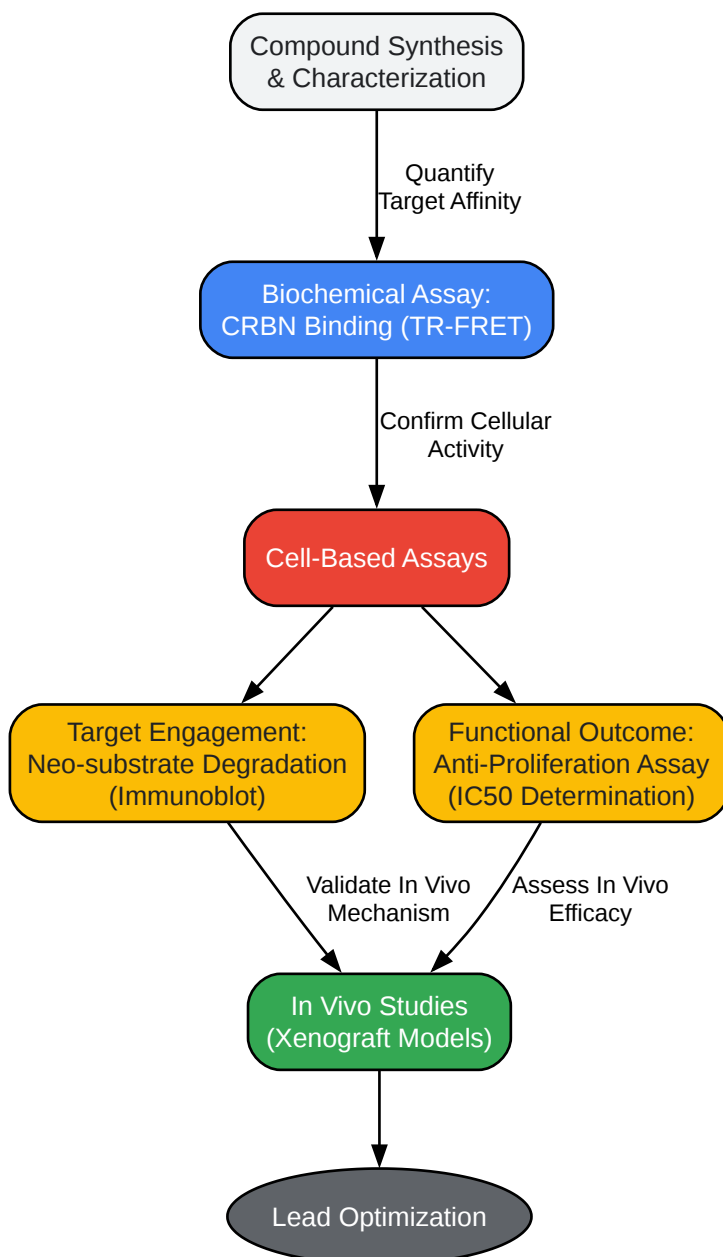 Compound Synthesis
& Characterization
Quantify
Target Affinity
Biochemical Assay:
CRBN Binding (TR-FRET)
Confirm Cellular
Activity
Cell-Based Assays
Target Engagement:
Neo-substrate Degradation
(Immunoblot)
Functional Outcome:
Anti-Proliferation Assay
(IC50 Determination)
Validate In Vivo
Mechanism
Assess In Vivo
Efficacy
In Vivo Studies
(Xenograft Models)
Lead Optimization